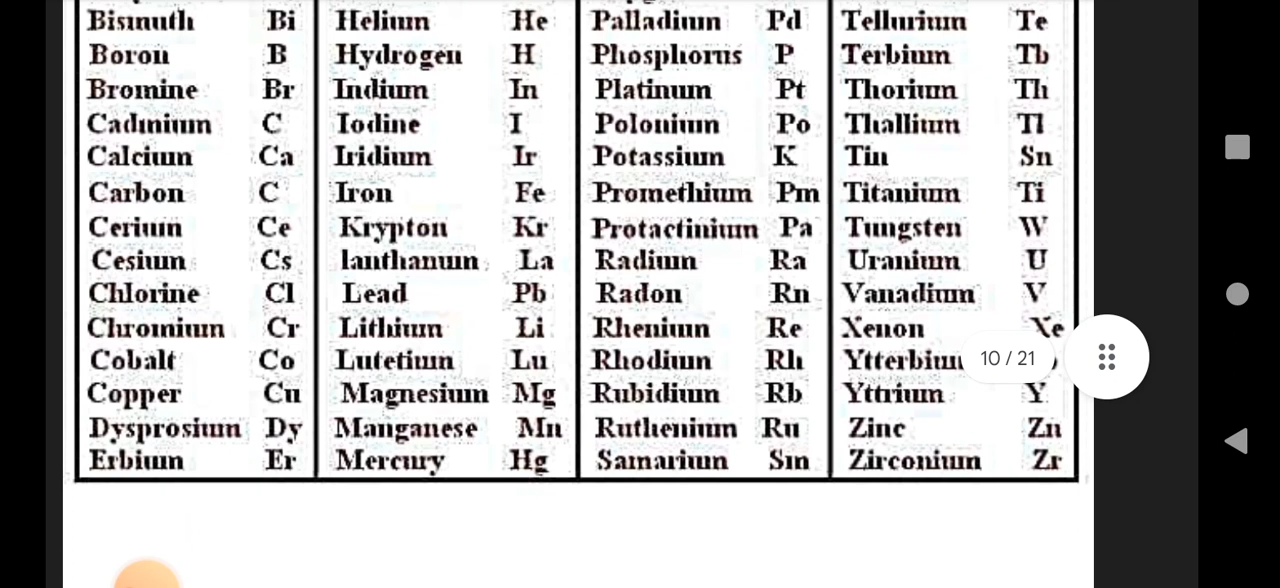 Bismuth Bi Helium He Palladium Pd Tellurium Te
Boron B Hydrogen H Phosphorus P Terbium Tb
Bromine Br Indium In Platinum Pt Thorium Th
Cadmium C Iodine I Polonium Po Thallium Tl
Calcium Ca Iridium Ir Potassium K Tin Sn
Carbon C Iron Fe Promethium Pm Titanium Ti
Cerium Ce Krypton Kr Protactinium Pa Tungsten W
Cesium Cs lanthanum La Radium Ra Uranium U
Chlorine Cl Lead Pb Radon Rn Vanadium V
Chromium Cr Lithium Li Rhenium Re Xenon Xe
Cobalt Co Lutetium Lu Rhodium Rh 10 / 21
Copper Cu Magnesium Mg Rubidium Rb Yttrium Y
Dysprosium Dy Manganese Mn Ruthenium Ru Zinc Zn
Erbium Er Mercury Hg Samarium Sm Zirconium Zr